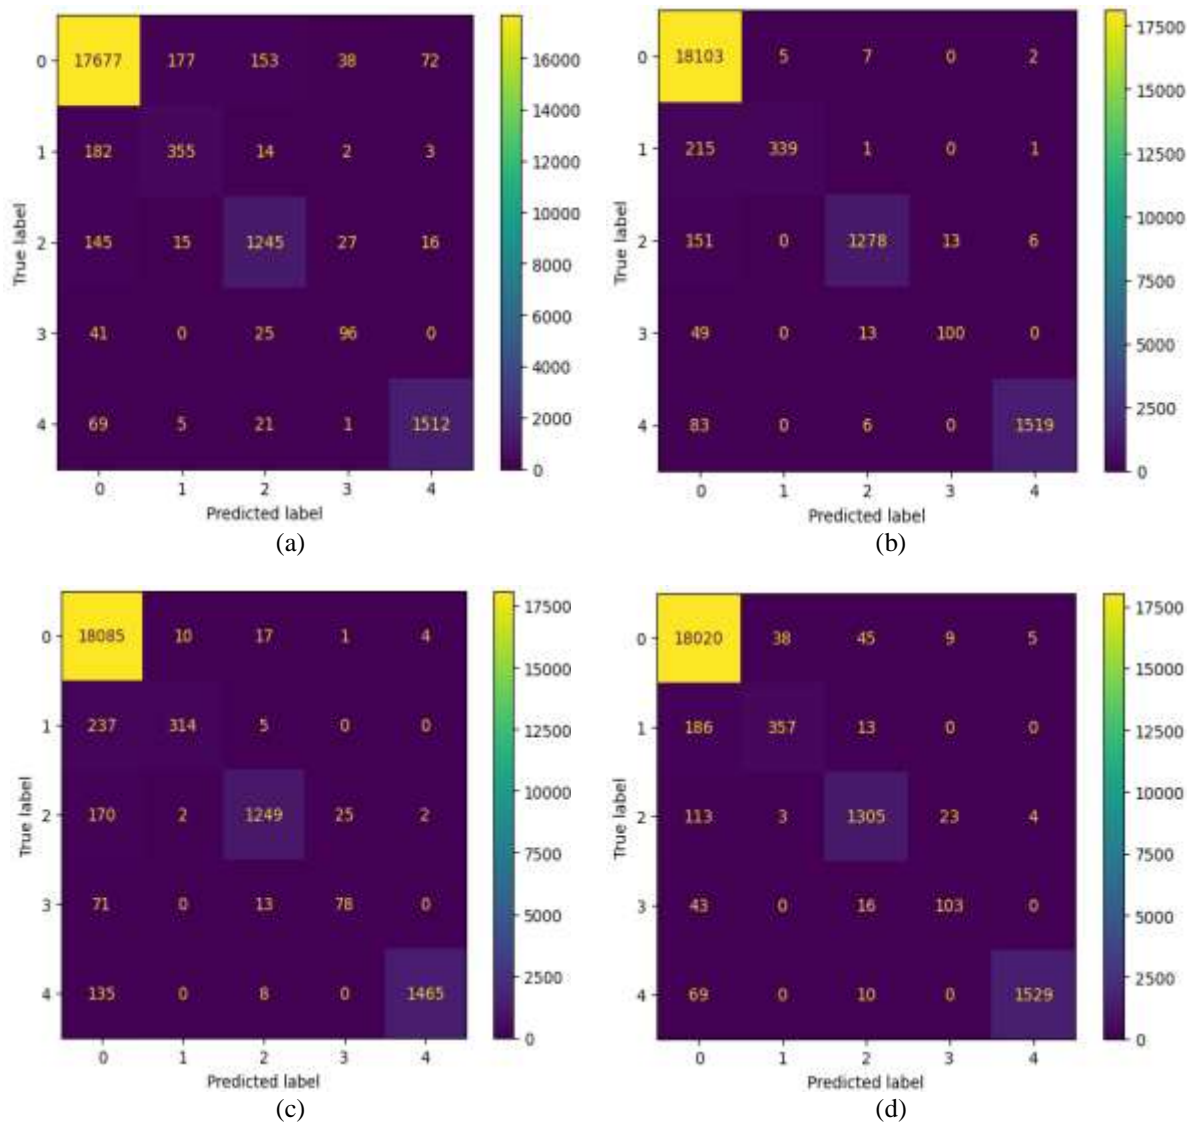 0 17677 177 153 38 72
1 182 355 14 2 3
2 145 15 1245 27 16
3 41 0 25 96 0
4 69 5 21 1 1512
0 1 2 3 4
Predicted label
True label
16000
14000
12000
10000
8000
6000
4000
2000
0
(a)
0 18103 5 7 0 2
1 215 339 1 0 1
2 151 0 1278 13 6
3 49 0 13 100 0
4 83 0 6 0 1519
0 1 2 3 4
Predicted label
True label
17500
15000
12500
10000
7500
5000
2500
0
(b)
0 18085 10 17 1 4
1 237 314 5 0 0
2 170 2 1249 25 2
3 71 0 13 78 0
4 135 0 8 0 1465
0 1 2 3 4
Predicted label
True label
17500
15000
12500
10000
7500
5000
2500
0
(c)
0 18020 38 45 9 5
1 186 357 13 0 0
2 113 3 1305 23 4
3 43 0 16 103 0
4 69 0 10 0 1529
0 1 2 3 4
Predicted label
True label
17500
15000
12500
10000
7500
5000
2500
0
(d)